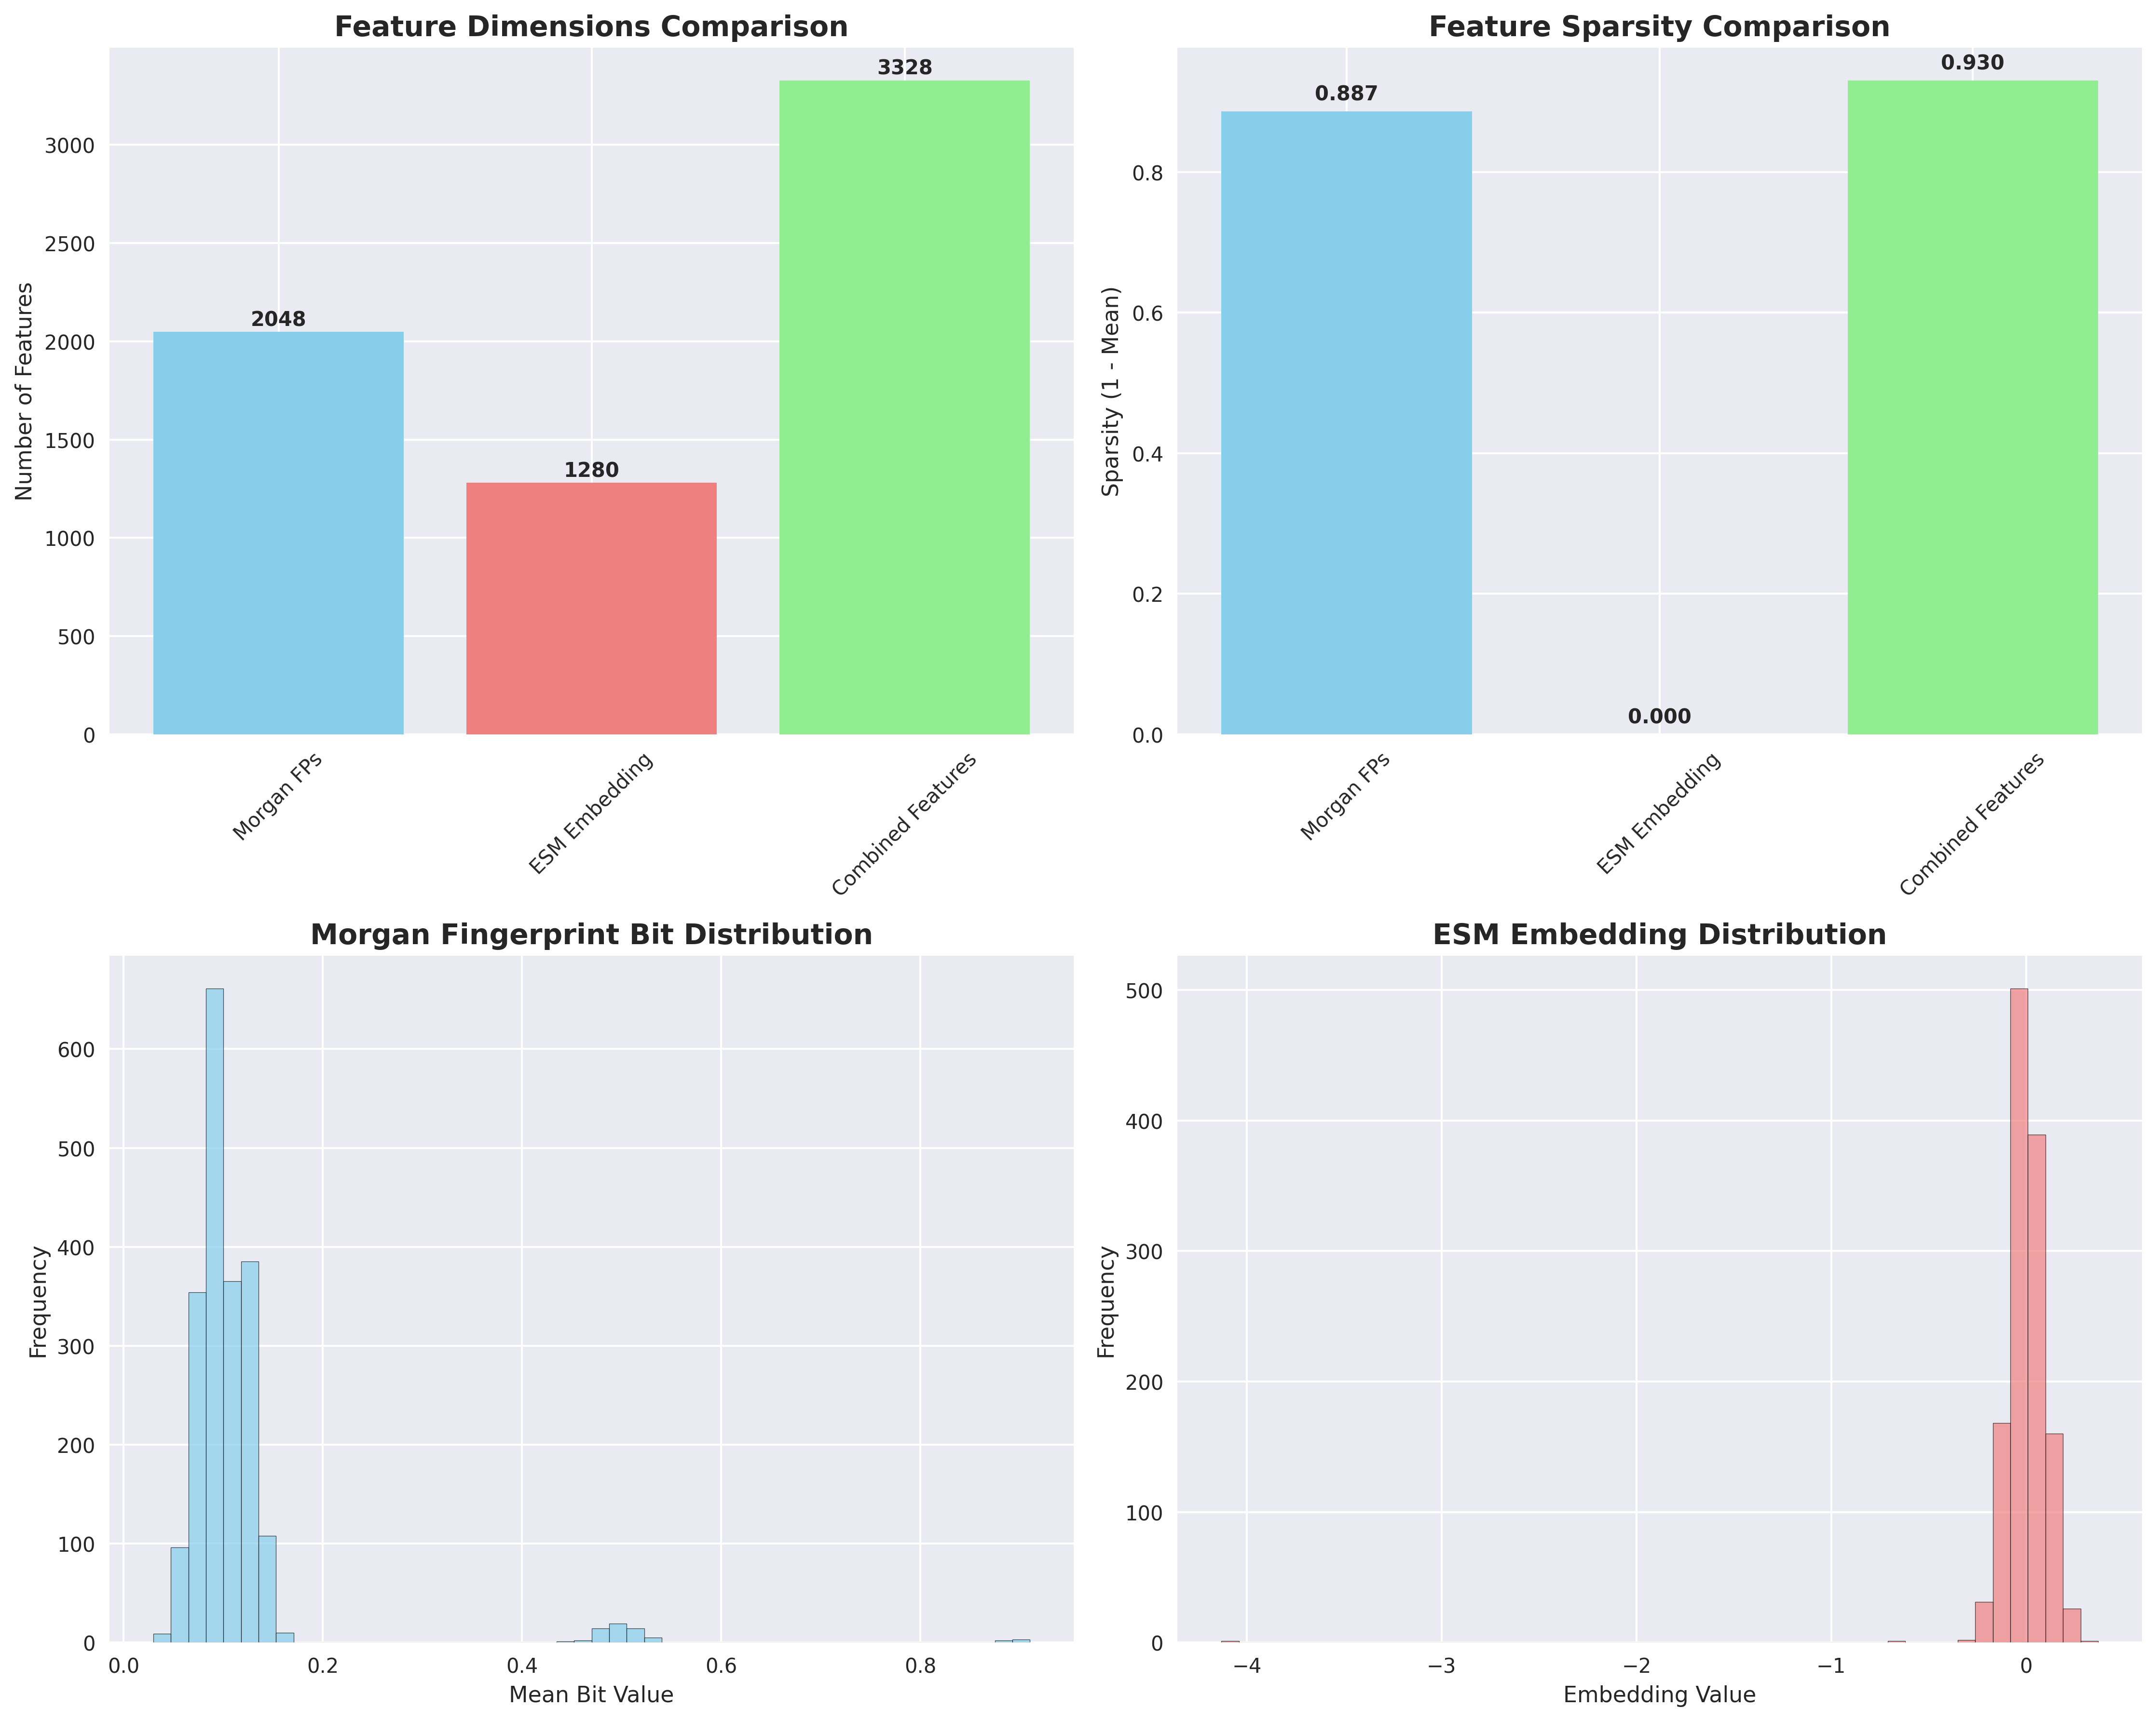 Feature Dimensions Comparison
Number of Features
3000
2500
2000
1500
1000
500
0
2048
1280
3328
Morgan FPs
ESM Embedding
Combined Features
Feature Sparsity Comparison
Sparsity (1 - Mean)
0.8
0.6
0.4
0.2
0.0
0.887
0.000
0.930
Morgan FPs
ESM Embedding
Combined Features
Morgan Fingerprint Bit Distribution
Frequency
600
500
400
300
200
100
0
0.0
0.2
0.4
0.6
0.8
Mean Bit Value
ESM Embedding Distribution
Frequency
500
400
300
200
100
0
−4
−3
−2
−1
0
Embedding Value